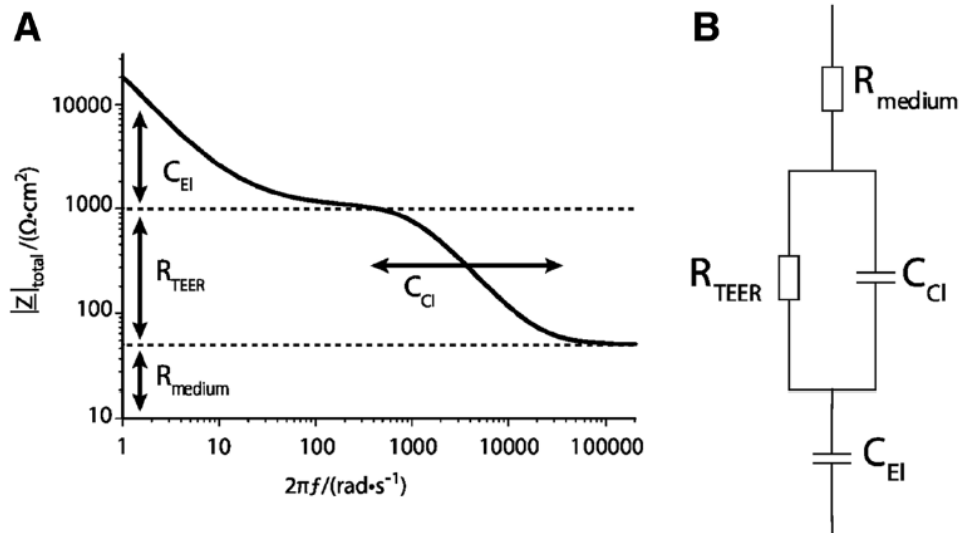 A
|Z|total/(Ω•cm²)
10000
1000
100
10
C_EI
R_TEER
C_CI
R_medium
1 10 100 1000 10000 100000
2πf/(rad•s⁻¹)
B
R_medium
R_TEER
C_CI
C_EI